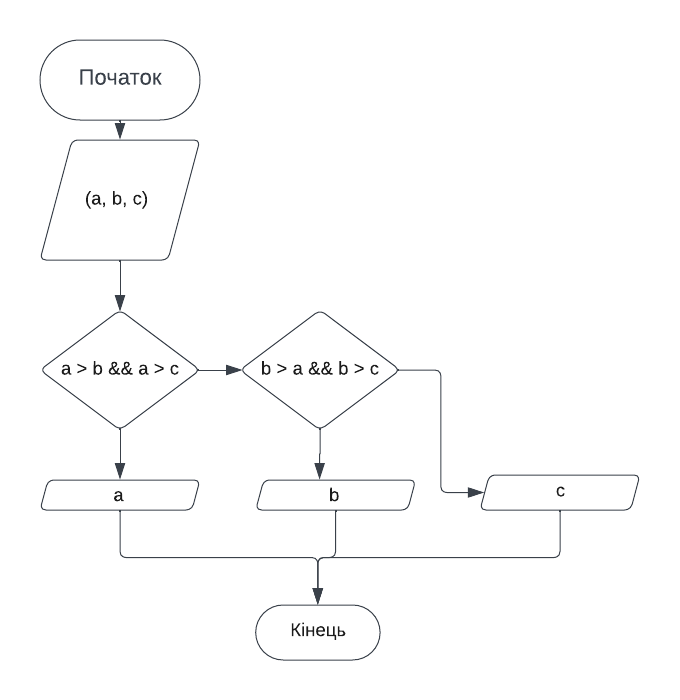 Початок
(a, b, c)
a > b && a > c
b > a && b > c
a
b
c
Кінець